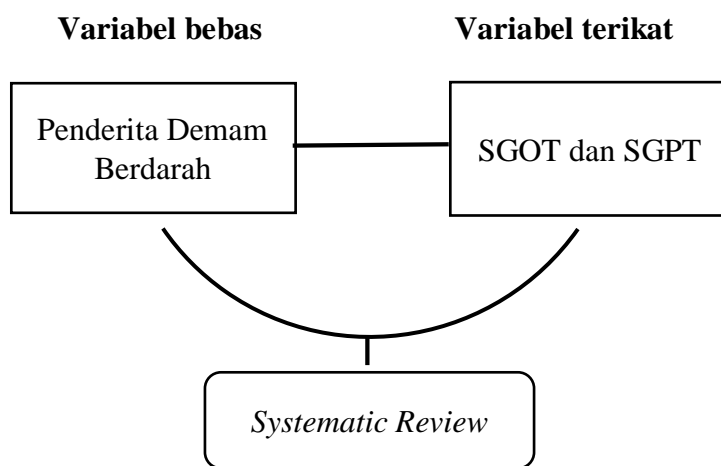 Variabel bebas
Variabel terikat
Penderita Demam
Berdarah
SGOT dan SGPT
Systematic Review